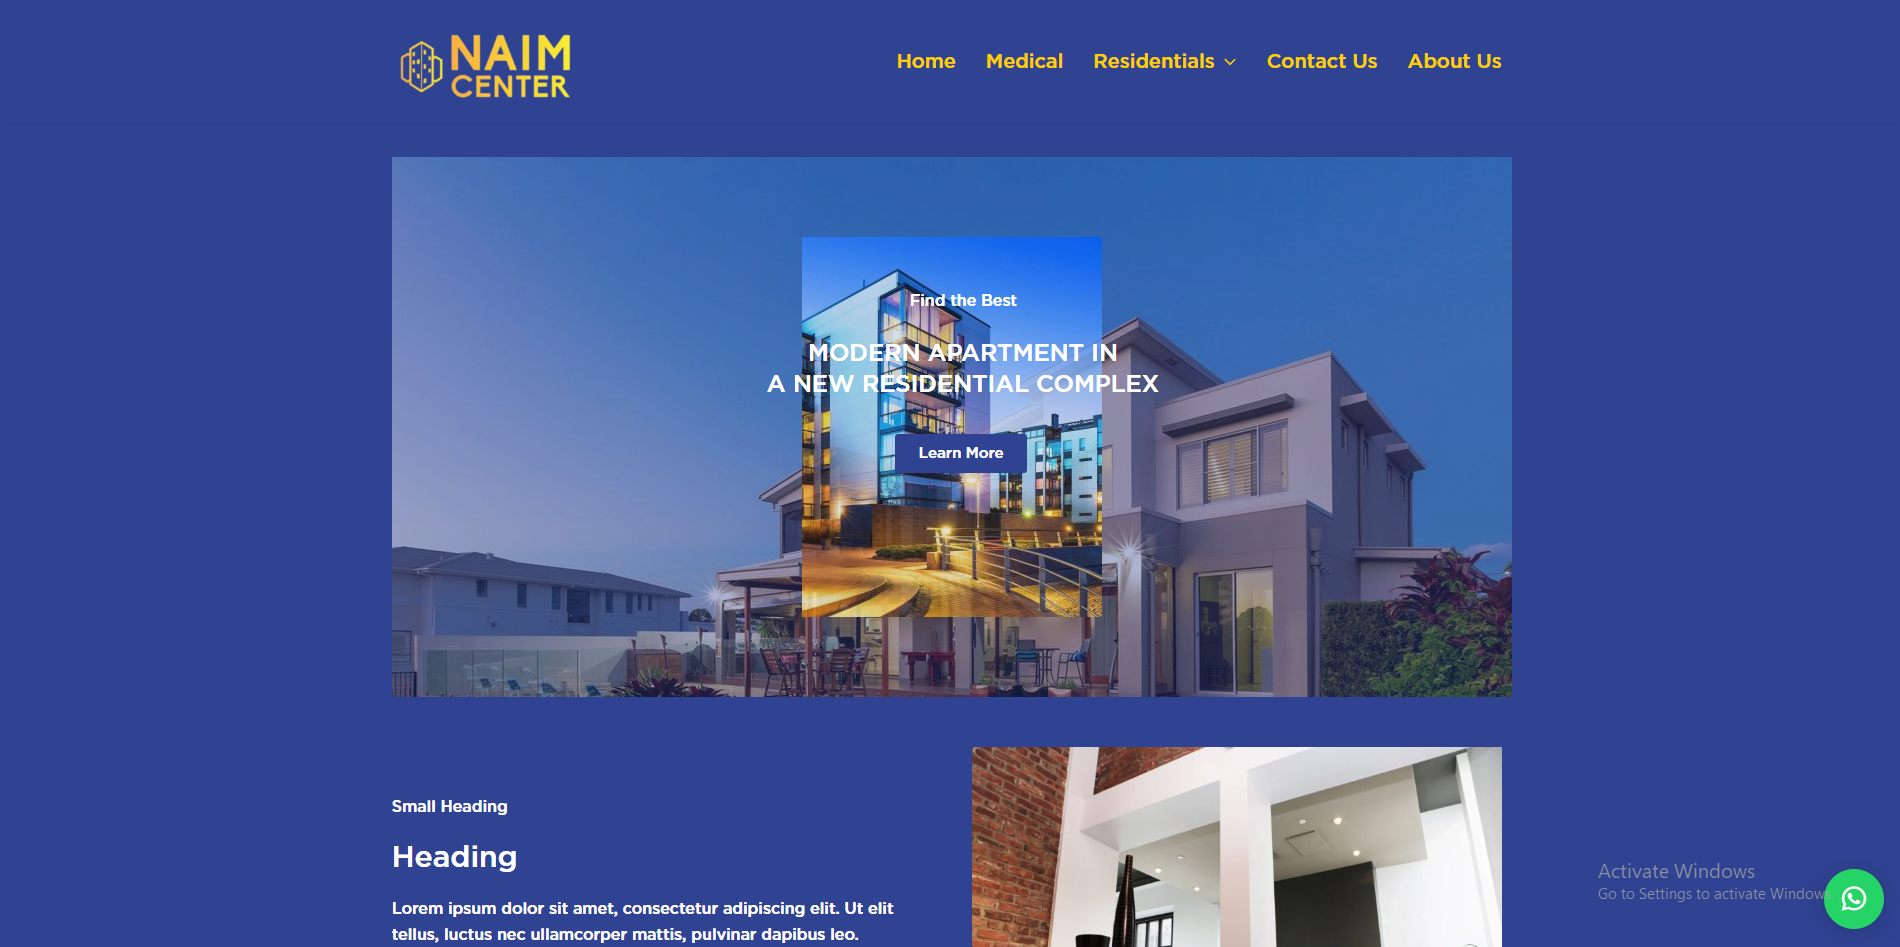 NAIM
CENTER
Home
Medical
Residentials
Contact Us
About Us
Find the Best
MODERN APARTMENT IN
A NEW RESIDENTIAL COMPLEX
Learn More
Small Heading
Heading
Lorem ipsum dolor sit amet, consectetur adipiscing elit. Ut elit
tellus, luctus nec ullamcorper mattis, pulvinar dapibus leo.
Activate Windows
Go to Settings to activate Windows.